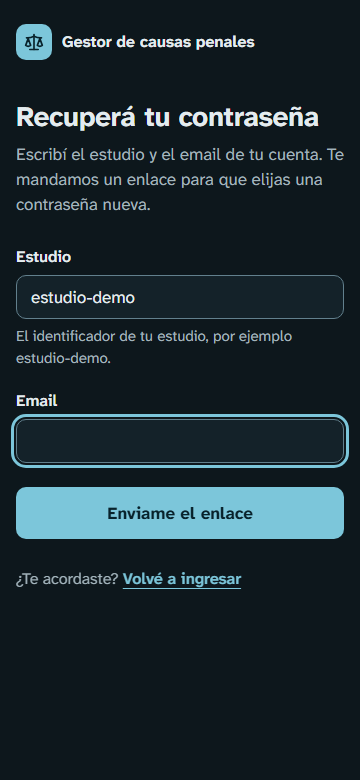 Gestor de causas penales
Recuperá tu contraseña
Escribí el estudio y el email de tu cuenta. Te
mandamos un enlace para que elijas una
contraseña nueva.
Estudio
estudio-demo
El identificador de tu estudio, por ejemplo
estudio-demo.
Email
Enviame el enlace
¿Te acordaste? Volvé a ingresar